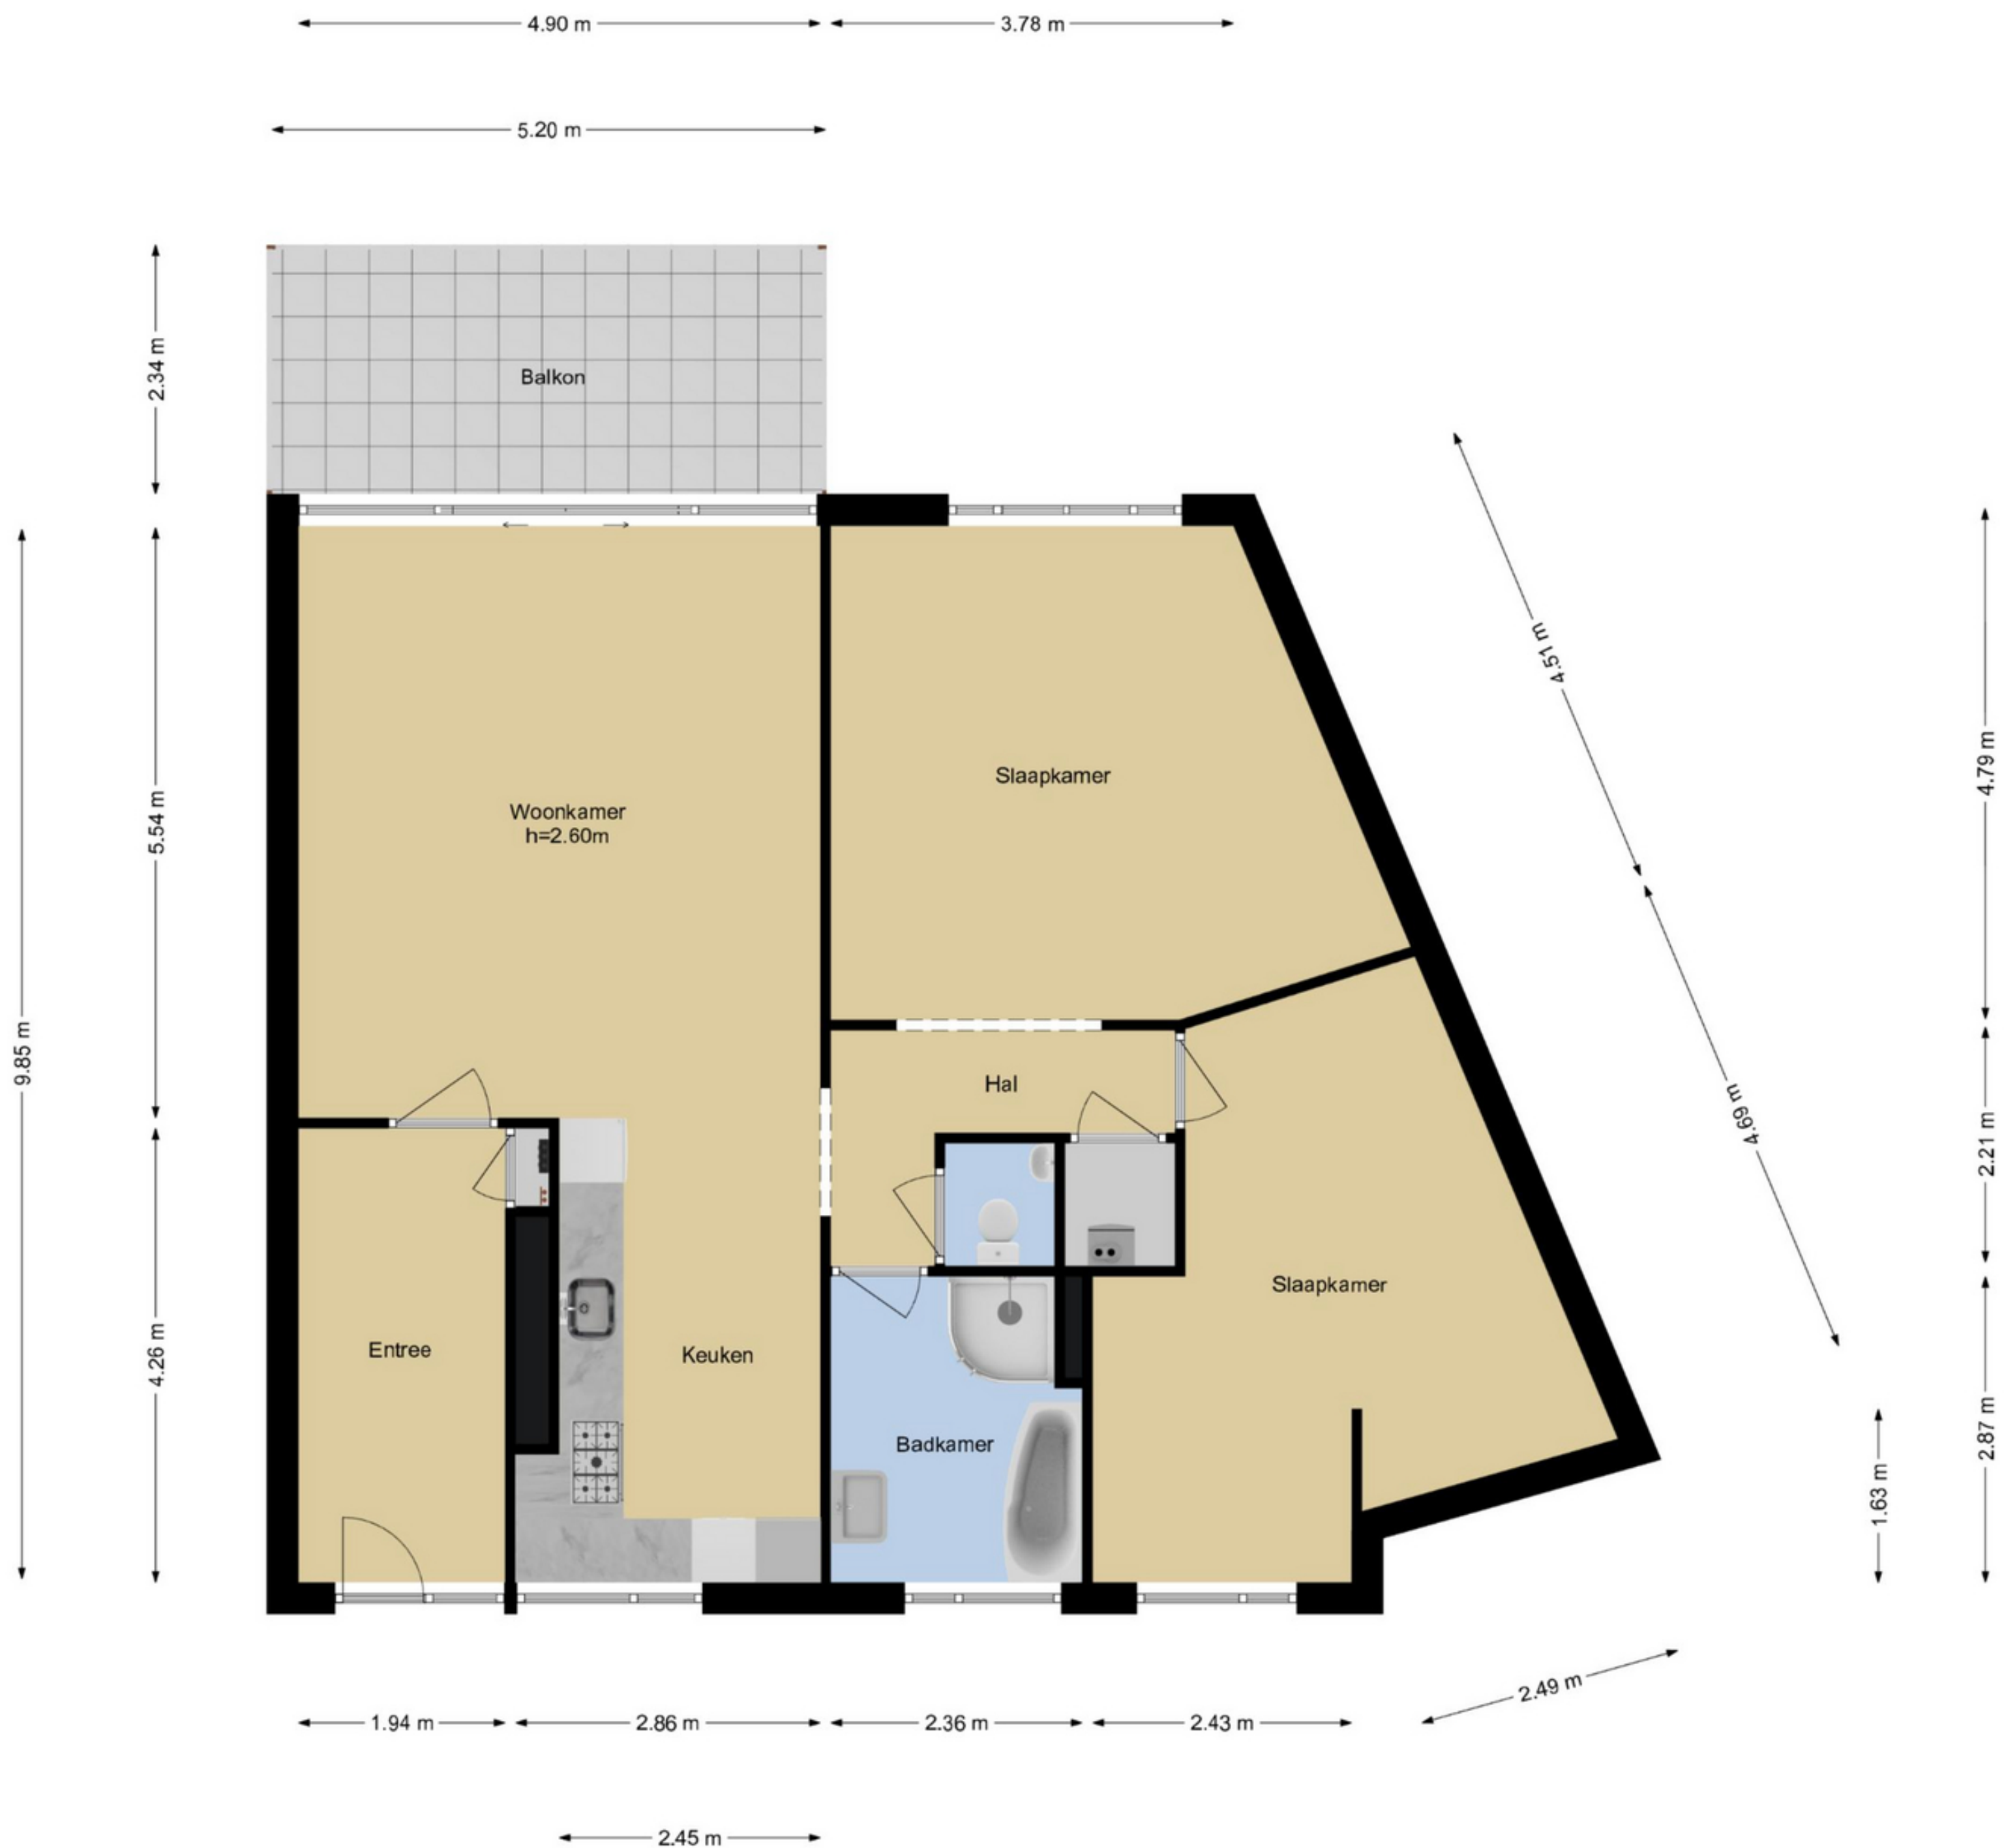 4.90 m
3.78 m
5.20 m
2.34 m
Balkon
4.51 m
4.79 m
Slaapkamer
Woonkamer
h=2.60m
5.54 m
9.85 m
Hal
4.69 m
2.21 m
Slaapkamer
Entree
Keuken
4.26 m
Badkamer
2.87 m
1.63 m
2.49 m
1.94 m
2.86 m
2.36 m
2.43 m
2.45 m